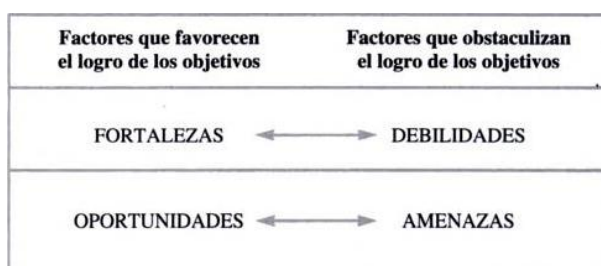 Factores que favorecen
el logro de los objetivos
Factores que obstaculizan
el logro de los objetivos
FORTALEZAS DEBILIDADES
OPORTUNIDADES AMENAZAS